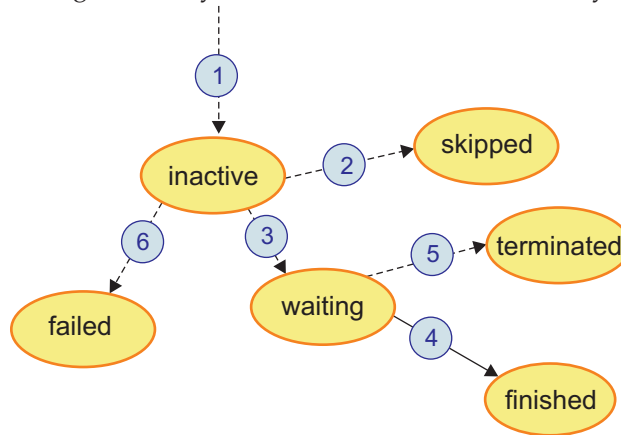 1
skipped
2
inactive
6
3
5
terminated
waiting
failed
4
finished